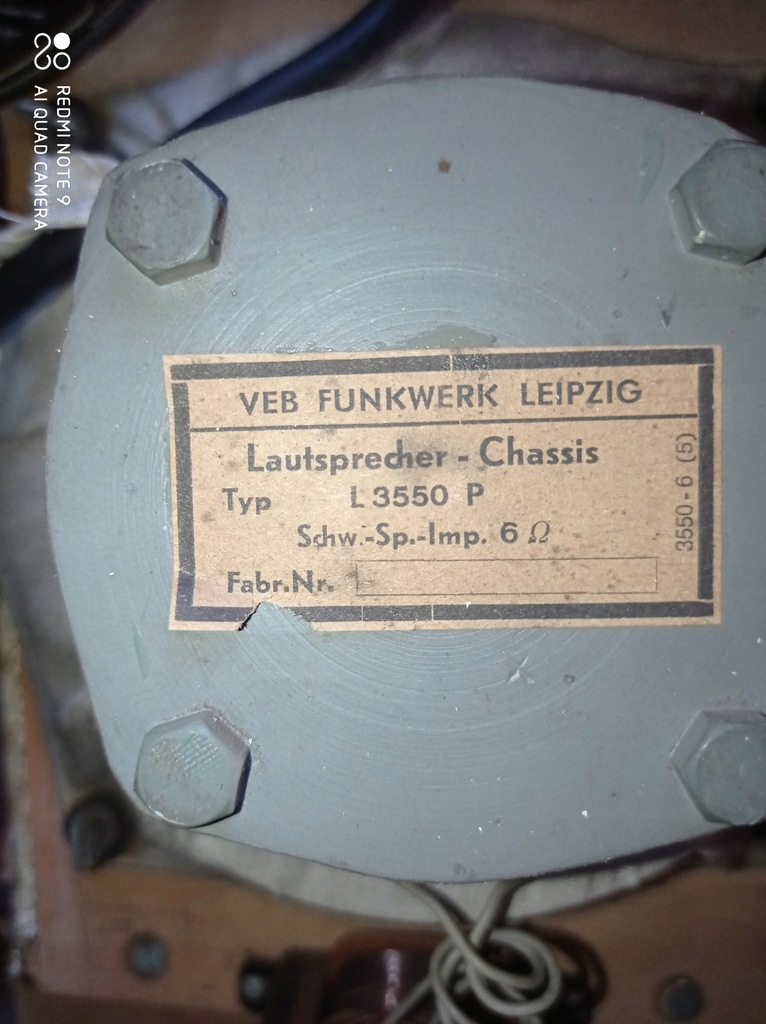 VEB FUNKWERK LEIPZIG
Lautsprecher - Chassis
Typ L 3550 P
Schw.-Sp.-Imp. 6 Ω
Fabr.Nr.
3550-6 (5)
REDMI NOTE 9
AI QUAD CAMERA